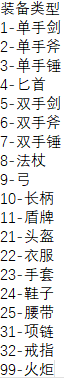 装备类型
1-单手剑
2-单手斧
3-单手锤
4-匕首
5-双手剑
6-双手斧
7-双手锤
8-法杖
9-弓
10-长柄
11-盾牌
21-头盔
22-衣服
23-手套
24-鞋子
25-腰带
31-项链
32-戒指
99-火炬